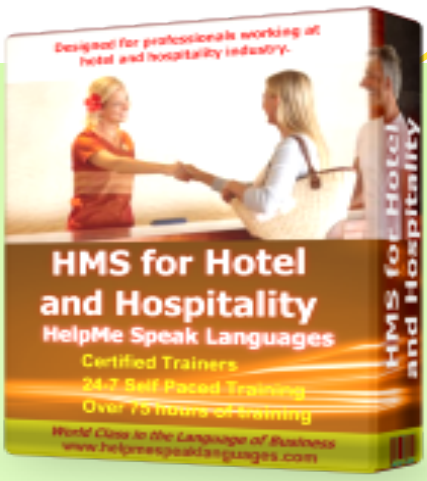 Designed for professionals working at
hotel and hospitality industry.
HMS for Hotel
and Hospitality
HelpMe Speak Languages
Certified Trainers
24-7 Self Paced Training
Over 75 hours of training
World Class in the Language of Business
www.helpmespeaklanguages.com
HMS for Hotel
and Hospitality